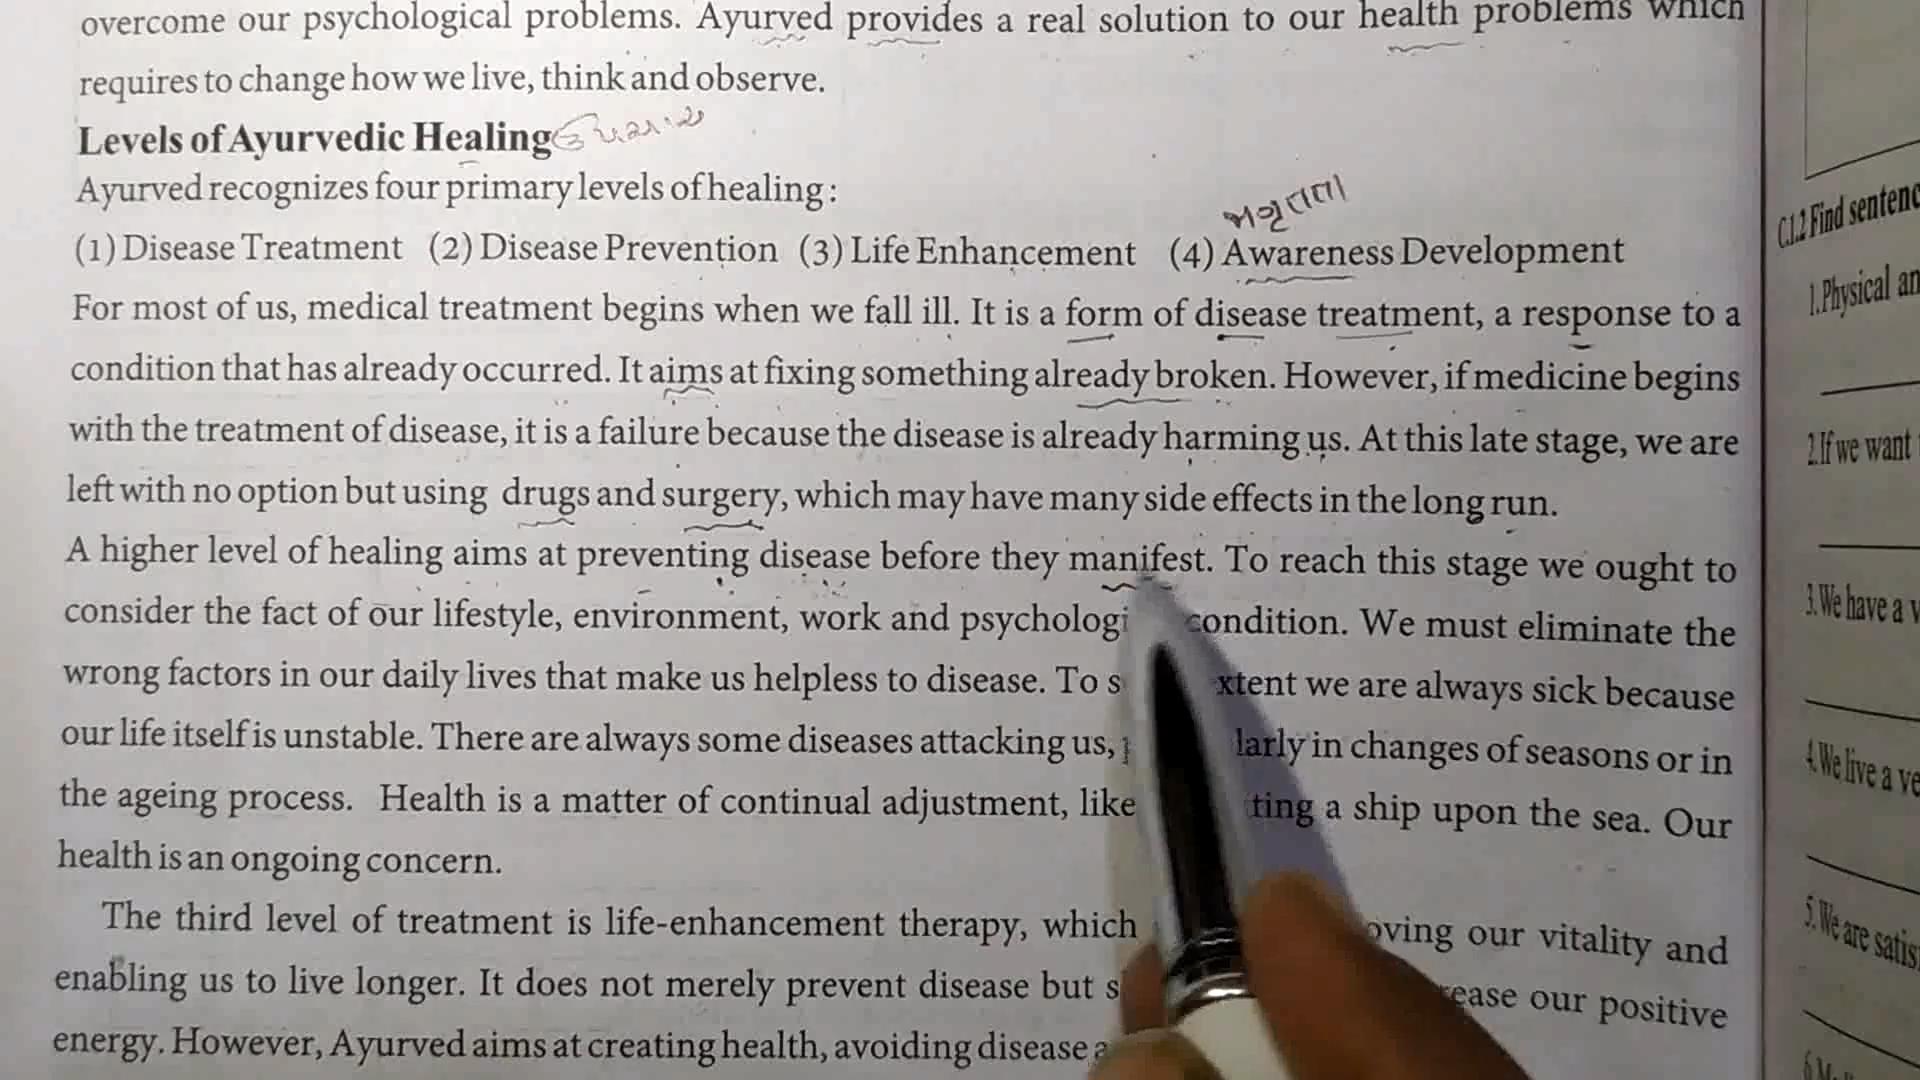 overcome our psychological problems. Ayurved provides a real solution to our health problems which
requires to change how we live, think and observe.
Levels of Ayurvedic Healing
Ayurved recognizes four primary levels of healing :
જાગૃતતા
(1) Disease Treatment (2) Disease Prevention (3) Life Enhancement (4) Awareness Development
For most of us, medical treatment begins when we fall ill. It is a form of disease treatment, a response to a
condition that has already occurred. It aims at fixing something already broken. However, if medicine begins
with the treatment of disease, it is a failure because the disease is already harming us. At this late stage, we are
left with no option but using drugs and surgery, which may have many side effects in the long run.
A higher level of healing aims at preventing disease before they manifest. To reach this stage we ought to
consider the fact of our lifestyle, environment, work and psychologi condition. We must eliminate the
wrong factors in our daily lives that make us helpless to disease. To s xtent we are always sick because
our life itself is unstable. There are always some diseases attacking us, larly in changes of seasons or in
the ageing process. Health is a matter of continual adjustment, like ting a ship upon the sea. Our
health is an ongoing concern.
The third level of treatment is life-enhancement therapy, which oving our vitality and
enabling us to live longer. It does not merely prevent disease but s rease our positive
energy. However, Ayurved aims at creating health, avoiding disease a
C.1.2 Find sentenc
1. Physical an
2. If we want
3. We have a v
4. We live a ve
5. We are satis